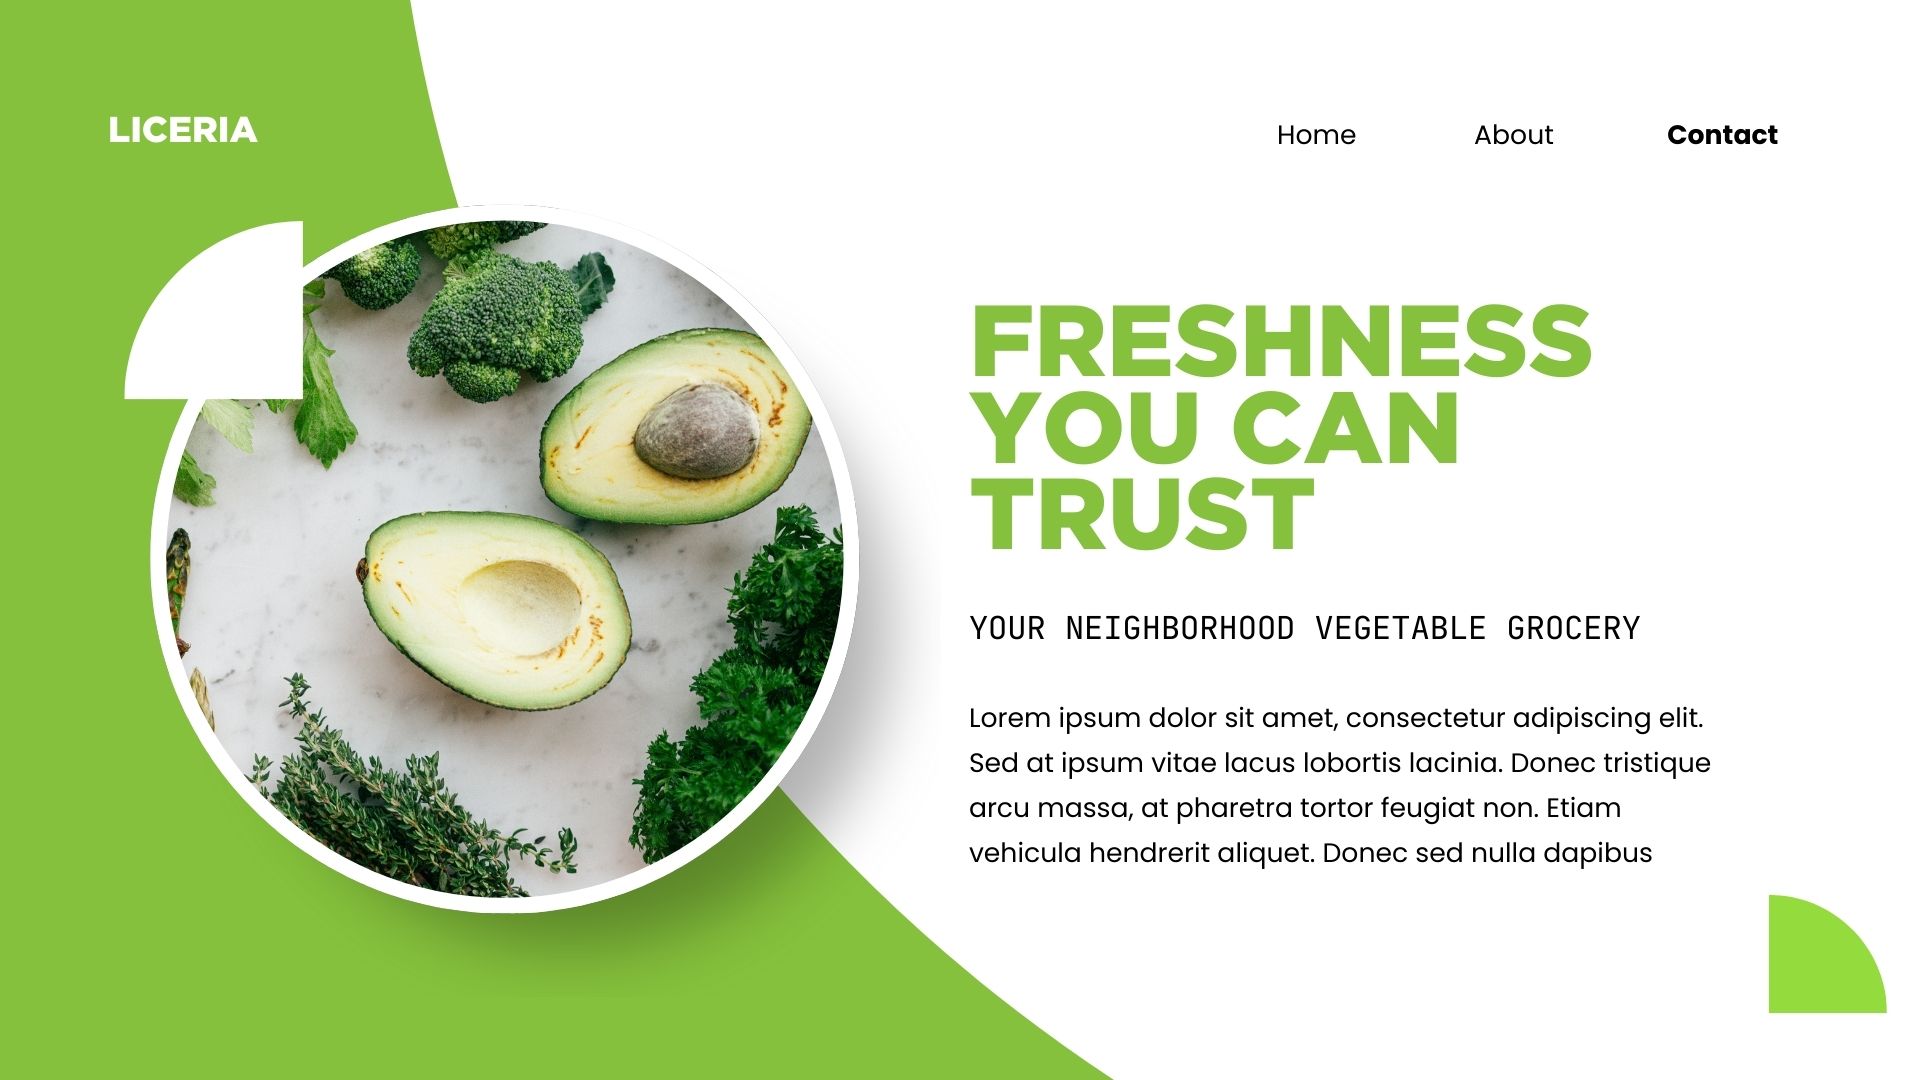 LICERIA
Home
About
Contact
FRESHNESS
YOU CAN
TRUST
YOUR NEIGHBORHOOD VEGETABLE GROCERY
Lorem ipsum dolor sit amet, consectetur adipiscing elit.
Sed at ipsum vitae lacus lobortis lacinia. Donec tristique
arcu massa, at pharetra tortor feugiat non. Etiam
vehicula hendrerit aliquet. Donec sed nulla dapibus